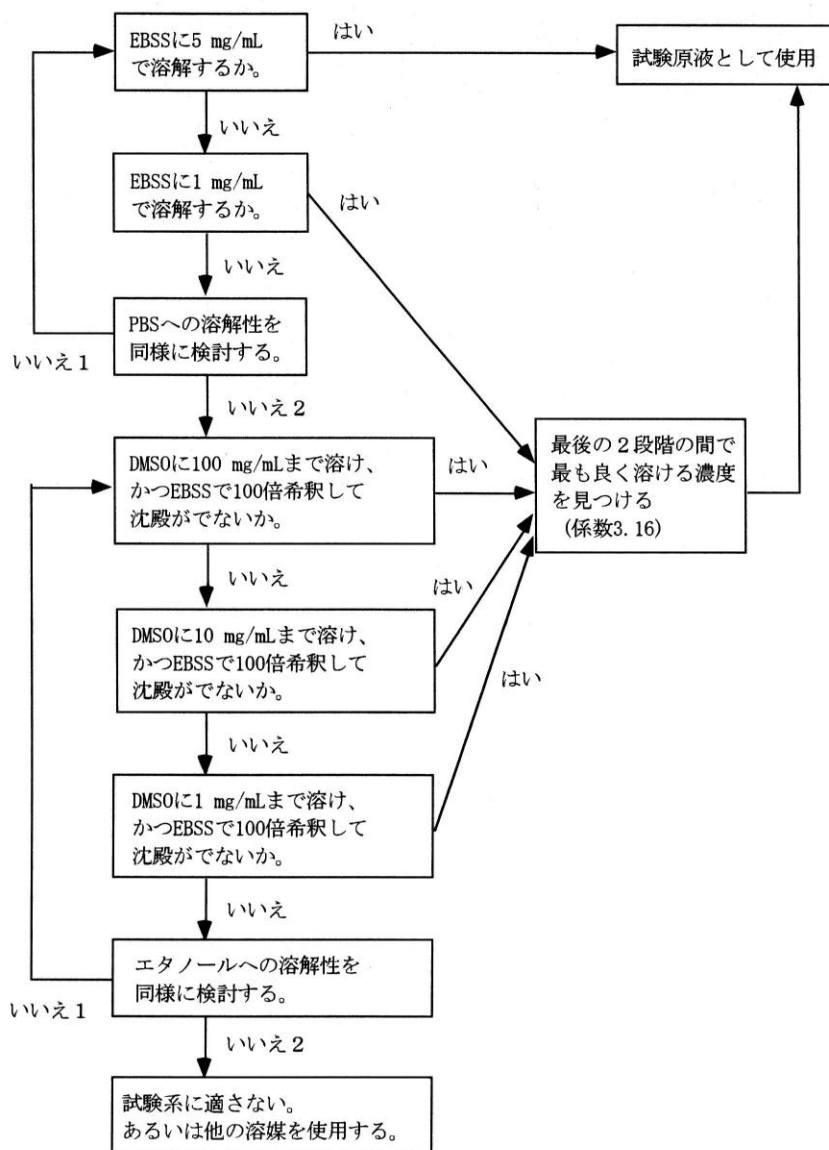 EBSSに5 mg/mL
で溶解するか。
はい
試験原液として使用
いいえ
EBSSに1 mg/mL
で溶解するか。
はい
いいえ
PBSへの溶解性を
同様に検討する。
いいえ1
いいえ2
DMSOに100 mg/mLまで溶け、
かつEBSSで100倍希釈して
沈殿がでないか。
はい
最後の2段階の間で
最も良く溶ける濃度
を見つける
(係数3.16)
いいえ
はい
DMSOに10 mg/mLまで溶け、
かつEBSSで100倍希釈して
沈殿がでないか。
はい
いいえ
DMSOに1 mg/mLまで溶け、
かつEBSSで100倍希釈して
沈殿がでないか。
いいえ
エタノールへの溶解性を
同様に検討する。
いいえ1
いいえ2
試験系に適さない。
あるいは他の溶媒を使用する。